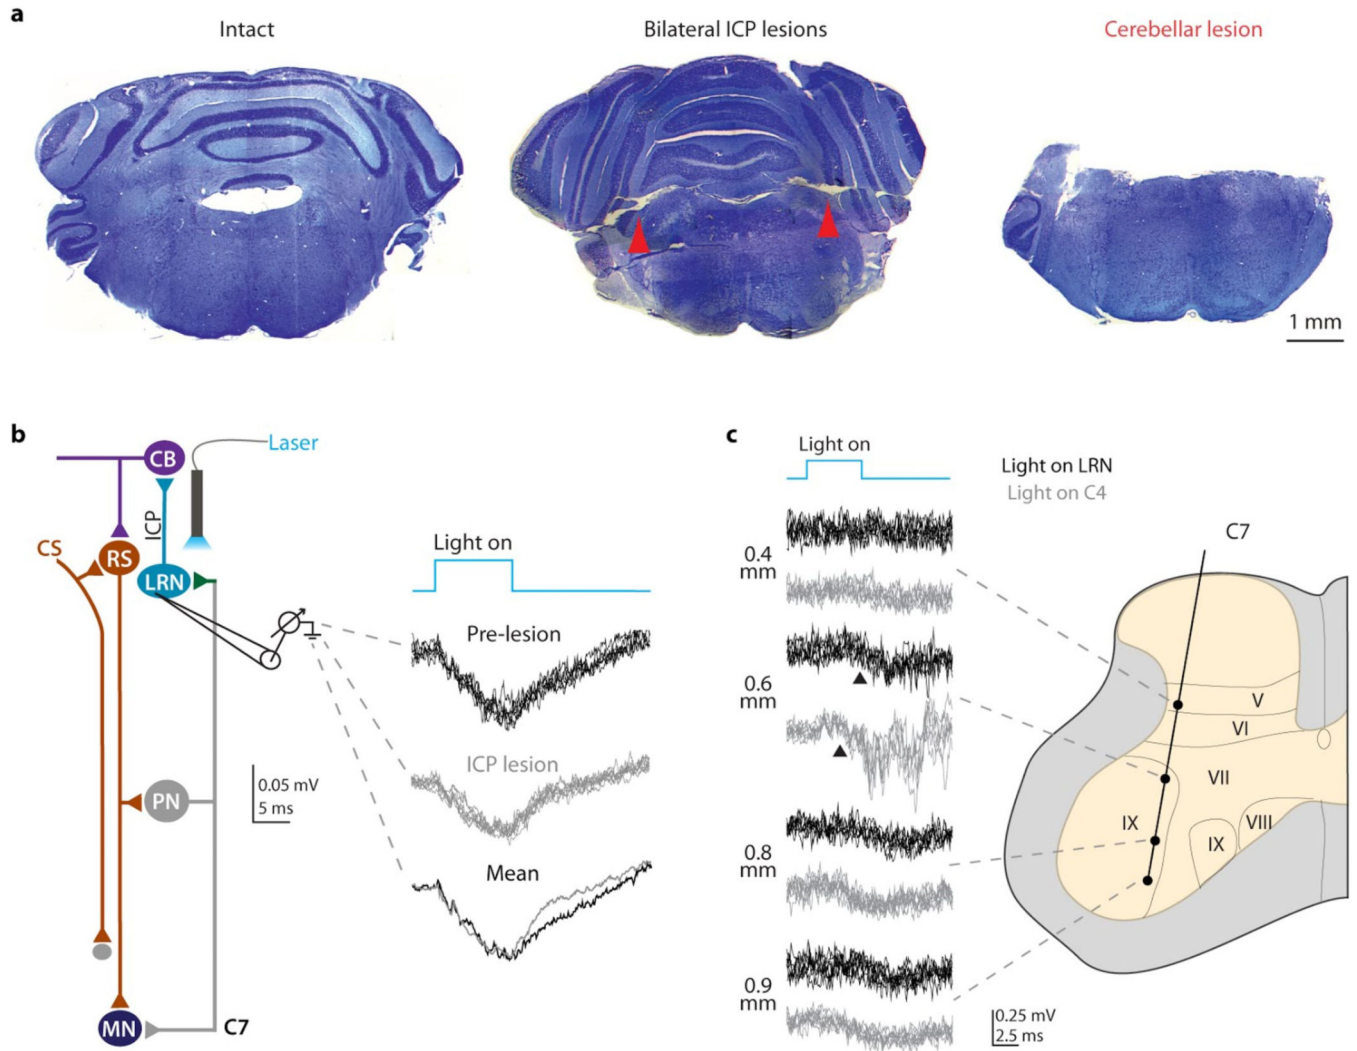 a
Intact
Bilateral ICP lesions
Cerebellar lesion
1 mm
b
CB
Laser
ICP
CS
RS
LRN
PN
MN
C7
0.05 mV
5 ms
Light on
Pre-lesion
ICP lesion
Mean
c
Light on
Light on LRN
Light on C4
0.4
mm
0.6
mm
0.8
mm
0.9
mm
0.25 mV
2.5 ms
C7
V
VI
VII
IX
IX
VIII